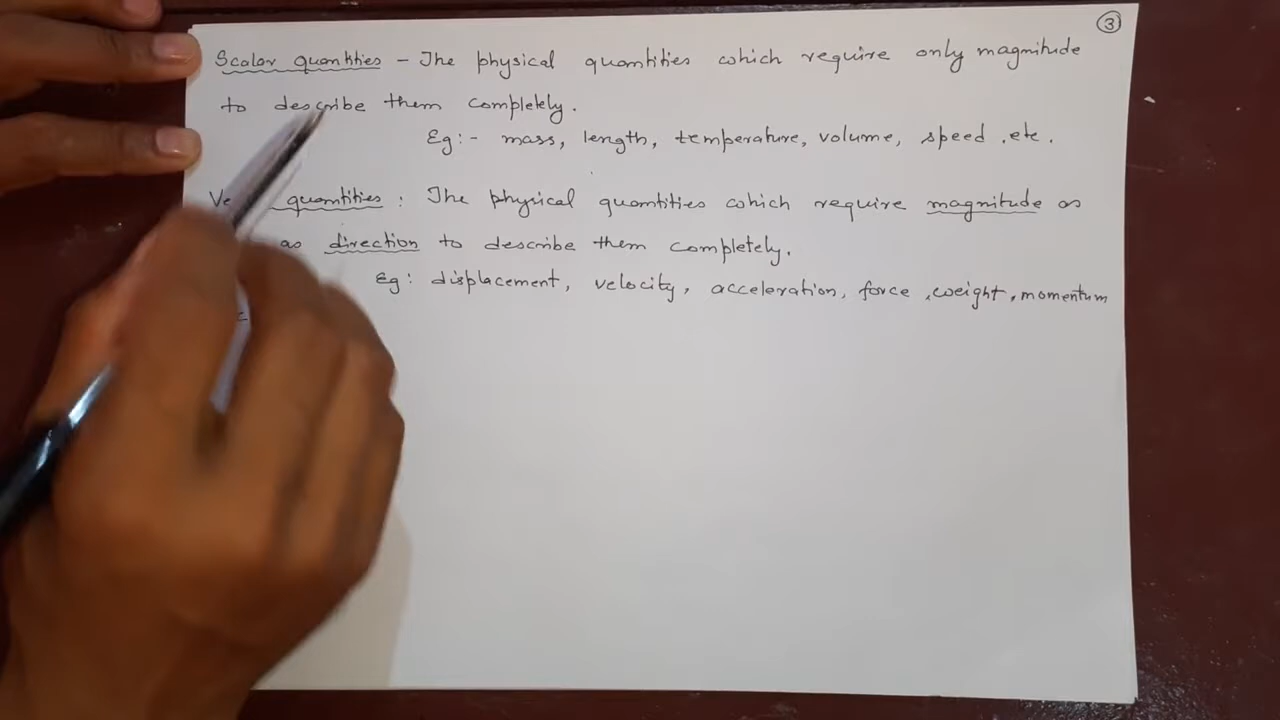 ③
Scalar quantities - The physical quantities which require only magnitude
to describe them completely.
Eg:- mass, length, temperature, volume, speed, etc.
quantities : The physical quantities which require magnitude as
as direction to describe them completely.
Eg: displacement, velocity, acceleration, force, weight, momentum